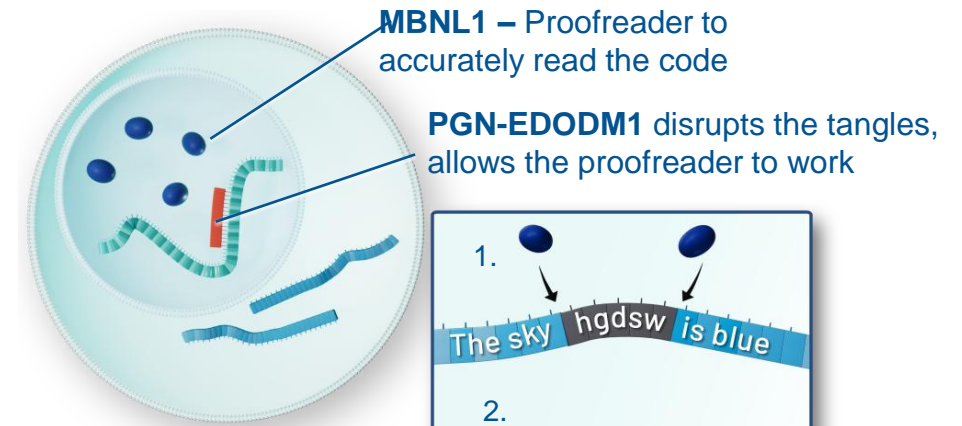 MBNL1 – Proofreader to
accurately read the code
PGN-EDODM1 disrupts the tangles,
allows the proofreader to work
1.
The sky hgdsw is blue
2.